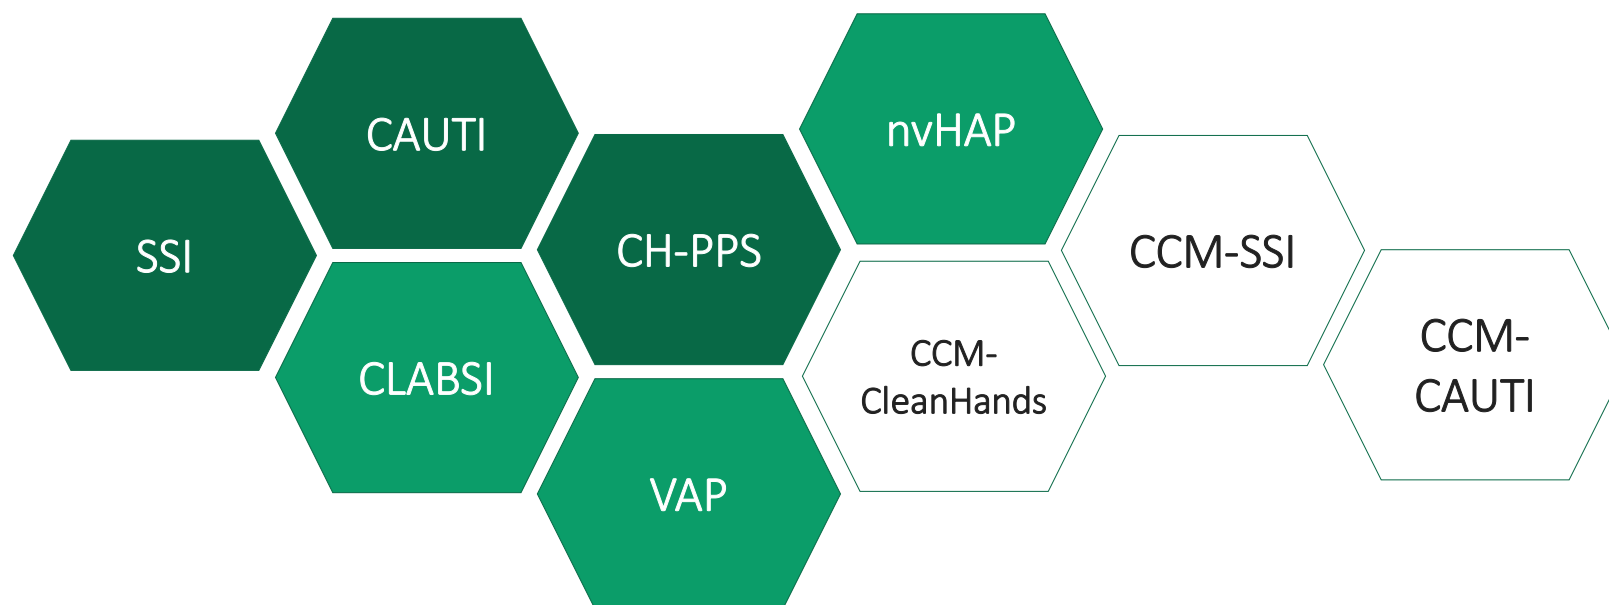 SSI
CAUTI
CLABSI
CH-PPS
VAP
nvHAP
CCM-
CleanHands
CCM-SSI
CCM-
CAUTI